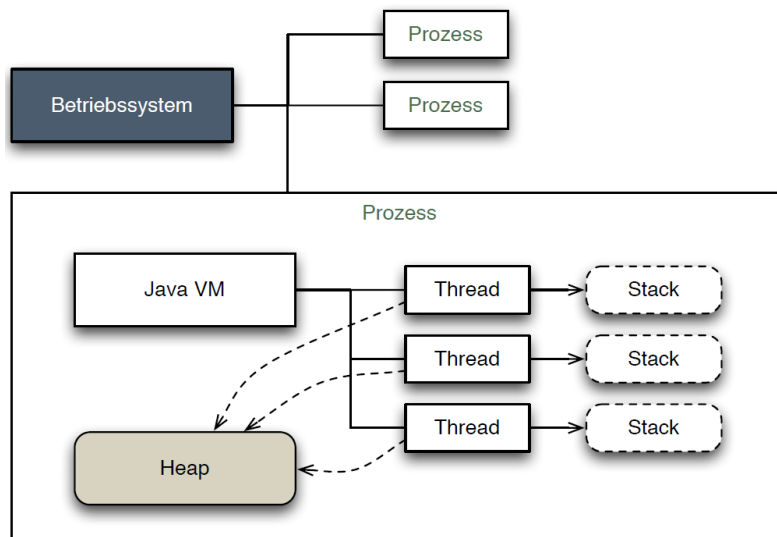 Prozess
Betriebssystem
Prozess
Prozess
Java VM
Thread
Stack
Thread
Stack
Thread
Stack
Heap